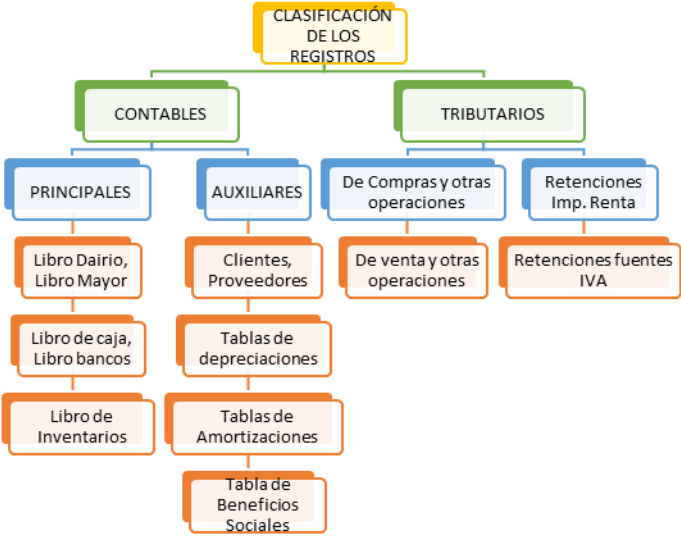 CLASIFICACIÓN
DE LOS
REGISTROS
CONTABLES
TRIBUTARIOS
PRINCIPALES
AUXILIARES
De Compras y otras
operaciones
Retenciones
Imp. Renta
Libro Dairio,
Libro Mayor
Clientes,
Proveedores
De venta y otras
operaciones
Retenciones fuentes
IVA
Libro de caja,
Libro bancos
Tablas de
depreciaciones
Libro de
Inventarios
Tablas de
Amortizaciones
Tabla de
Beneficios
Sociales